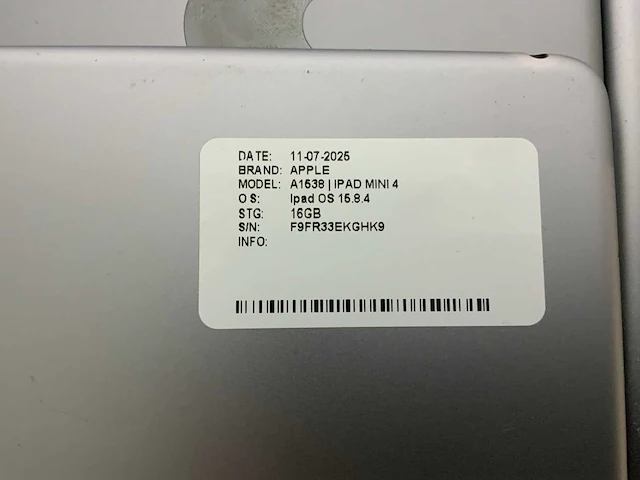 DATE: 11-07-2025
BRAND: APPLE
MODEL: A1538 | IPAD MINI 4
O S: Ipad OS 15.8.4
STG: 16GB
S/N: F9FR33EKGHK9
INFO: